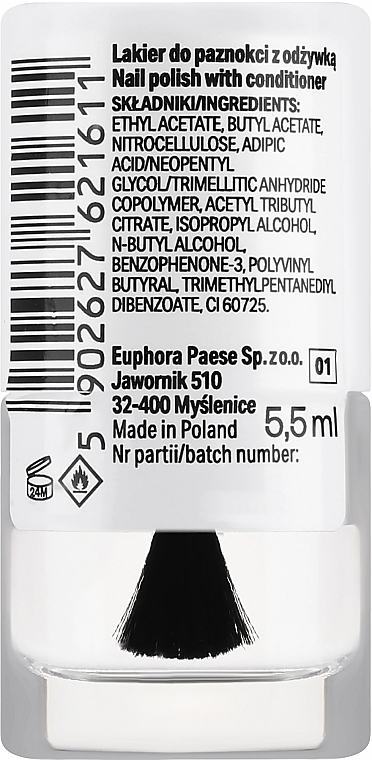 Lakier do paznokci z odżywką
Nail polish with conditioner
SKŁADNIKI/INGREDIENTS:
ETHYL ACETATE, BUTYL ACETATE,
NITROCELLULOSE, ADIPIC
ACID/NEOPENTYL
GLYCOL/TRIMELLITIC ANHYDRIDE
COPOLYMER, ACETYL TRIBUTYL
CITRATE, ISOPROPYL ALCOHOL,
N-BUTYL ALCOHOL,
BENZOPHENONE-3, POLYVINYL
BUTYRAL, TRIMETHYLPENTANEDIYL
DIBENZOATE, CI 60725.
Euphora Paese Sp. z o.o. 01
Jawornik 510
32-400 Myślenice
Made in Poland 5,5 ml
Nr partii/batch number:
5 902627 621611
24M